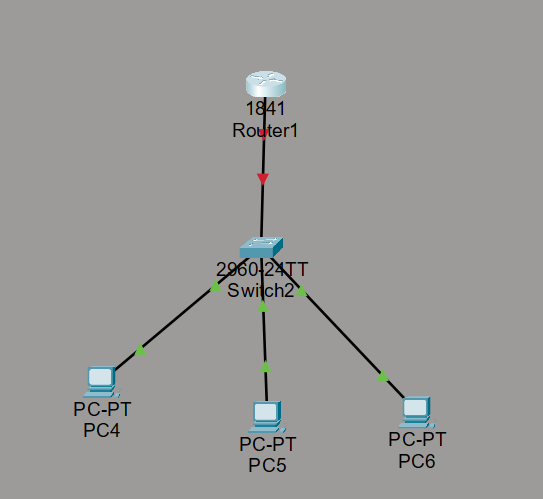 1841
Router1
2960-24TT
Switch2
PC-PT
PC4
PC-PT
PC5
PC-PT
PC6